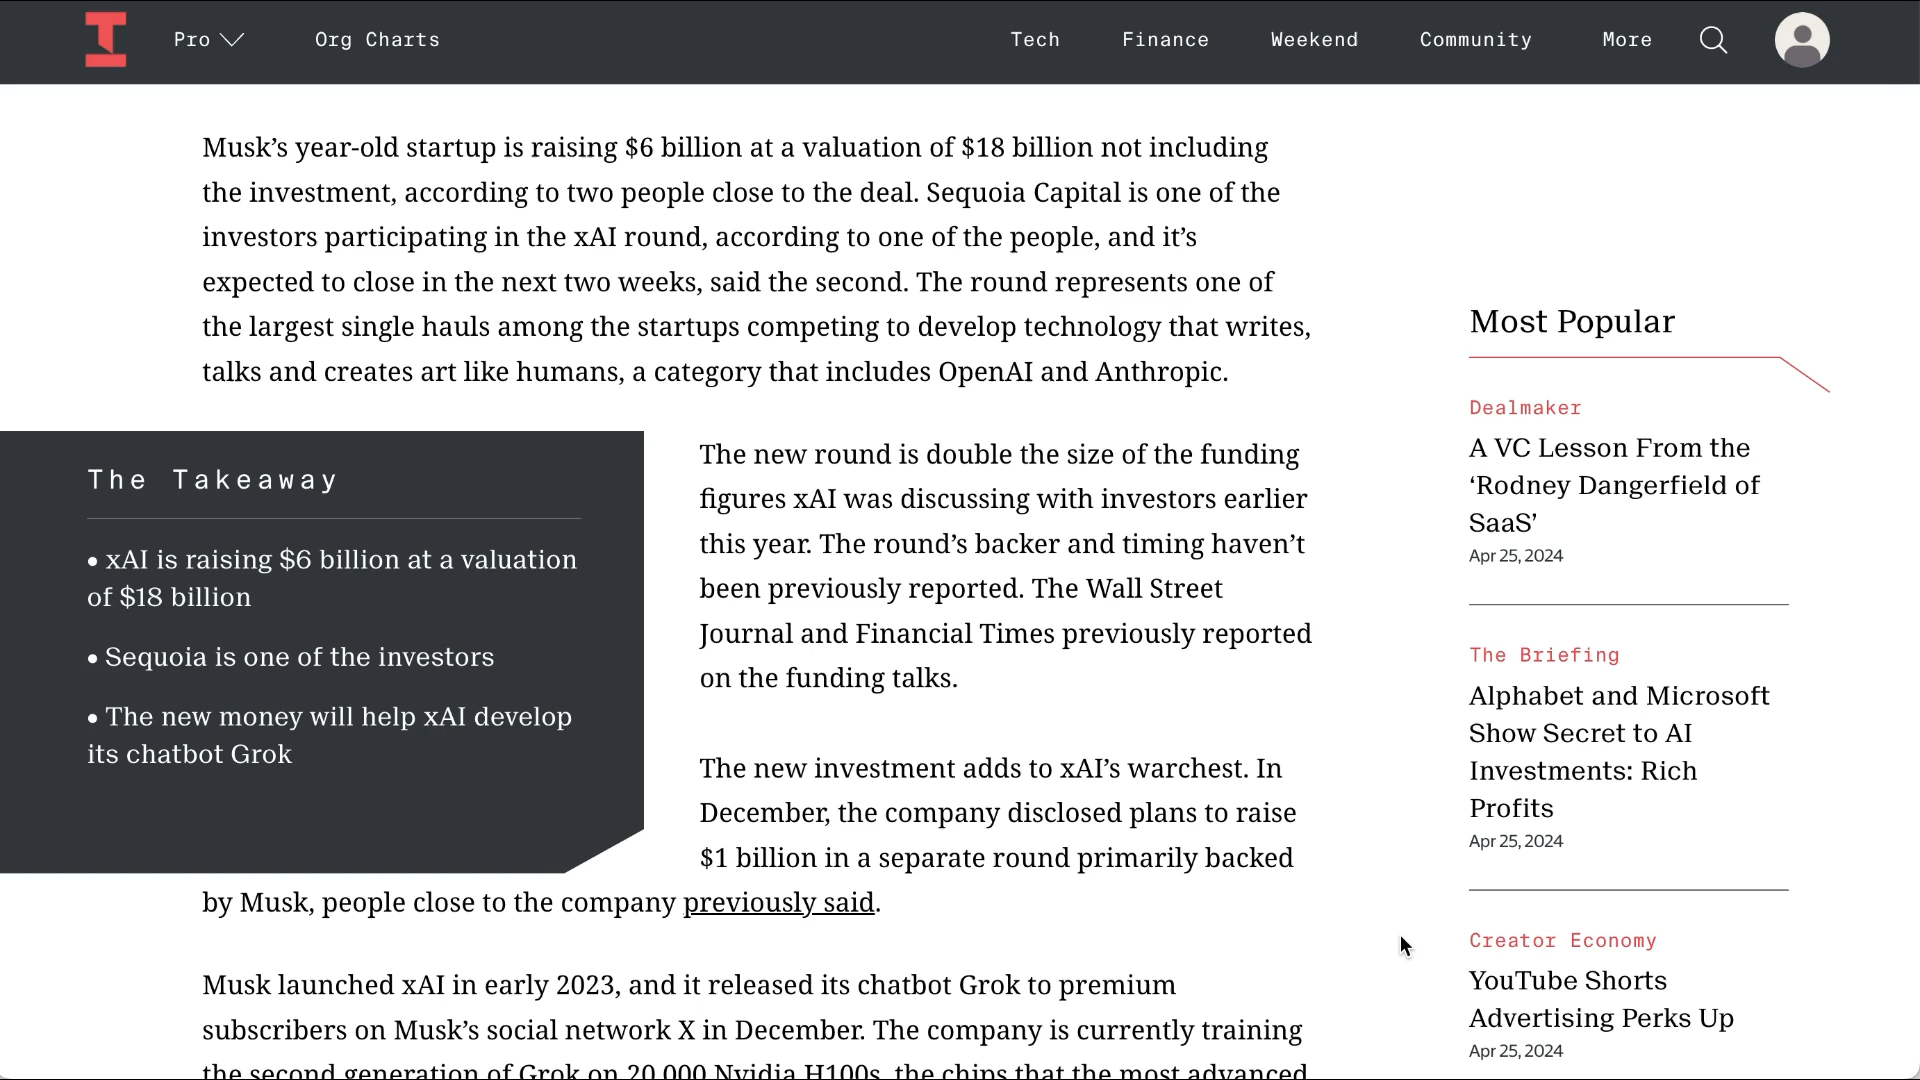 Pro
Org Charts
Tech
Finance
Weekend
Community
More
Musk’s year-old startup is raising $6 billion at a valuation of $18 billion not including
the investment, according to two people close to the deal. Sequoia Capital is one of the
investors participating in the xAI round, according to one of the people, and it’s
expected to close in the next two weeks, said the second. The round represents one of
the largest single hauls among the startups competing to develop technology that writes,
talks and creates art like humans, a category that includes OpenAI and Anthropic.
The Takeaway
• xAI is raising $6 billion at a valuation
of $18 billion
• Sequoia is one of the investors
• The new money will help xAI develop
its chatbot Grok
The new round is double the size of the funding
figures xAI was discussing with investors earlier
this year. The round’s backer and timing haven’t
been previously reported. The Wall Street
Journal and Financial Times previously reported
on the funding talks.
The new investment adds to xAI’s warchest. In
December, the company disclosed plans to raise
$1 billion in a separate round primarily backed
by Musk, people close to the company previously said.
Musk launched xAI in early 2023, and it released its chatbot Grok to premium
subscribers on Musk’s social network X in December. The company is currently training
the second generation of Grok on 20,000 Nvidia H100s, the chips that the most advanced
Most Popular
Dealmaker
A VC Lesson From the
‘Rodney Dangerfield of
SaaS’
Apr 25, 2024
The Briefing
Alphabet and Microsoft
Show Secret to AI
Investments: Rich
Profits
Apr 25, 2024
Creator Economy
YouTube Shorts
Advertising Perks Up
Apr 25, 2024